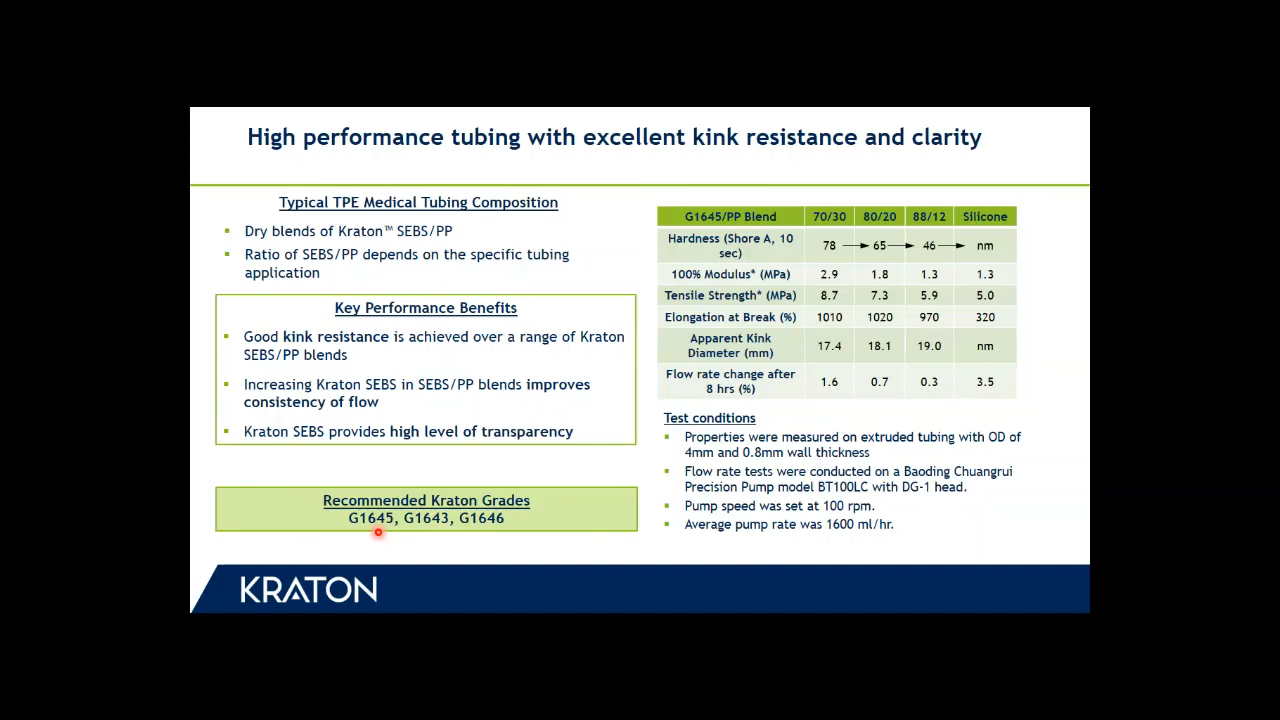 High performance tubing with excellent kink resistance and clarity
Typical TPE Medical Tubing Composition
▪ Dry blends of Kraton™ SEBS/PP
▪ Ratio of SEBS/PP depends on the specific tubing
application
Key Performance Benefits
▪ Good kink resistance is achieved over a range of Kraton
SEBS/PP blends
▪ Increasing Kraton SEBS in SEBS/PP blends improves
consistency of flow
▪ Kraton SEBS provides high level of transparency
Recommended Kraton Grades
G1645, G1643, G1646
G1645/PP Blend 70/30 80/20 88/12 Silicone
Hardness (Shore A, 10
sec) 78 → 65 → 46 → nm
100% Modulus* (MPa) 2.9 1.8 1.3 1.3
Tensile Strength* (MPa) 8.7 7.3 5.9 5.0
Elongation at Break (%) 1010 1020 970 320
Apparent Kink
Diameter (mm) 17.4 18.1 19.0 nm
Flow rate change after
8 hrs (%) 1.6 0.7 0.3 3.5
Test conditions
▪ Properties were measured on extruded tubing with OD of
4mm and 0.8mm wall thickness
▪ Flow rate tests were conducted on a Baoding Chuangrui
Precision Pump model BT100LC with DG-1 head.
▪ Pump speed was set at 100 rpm.
▪ Average pump rate was 1600 ml/hr.
KRATON